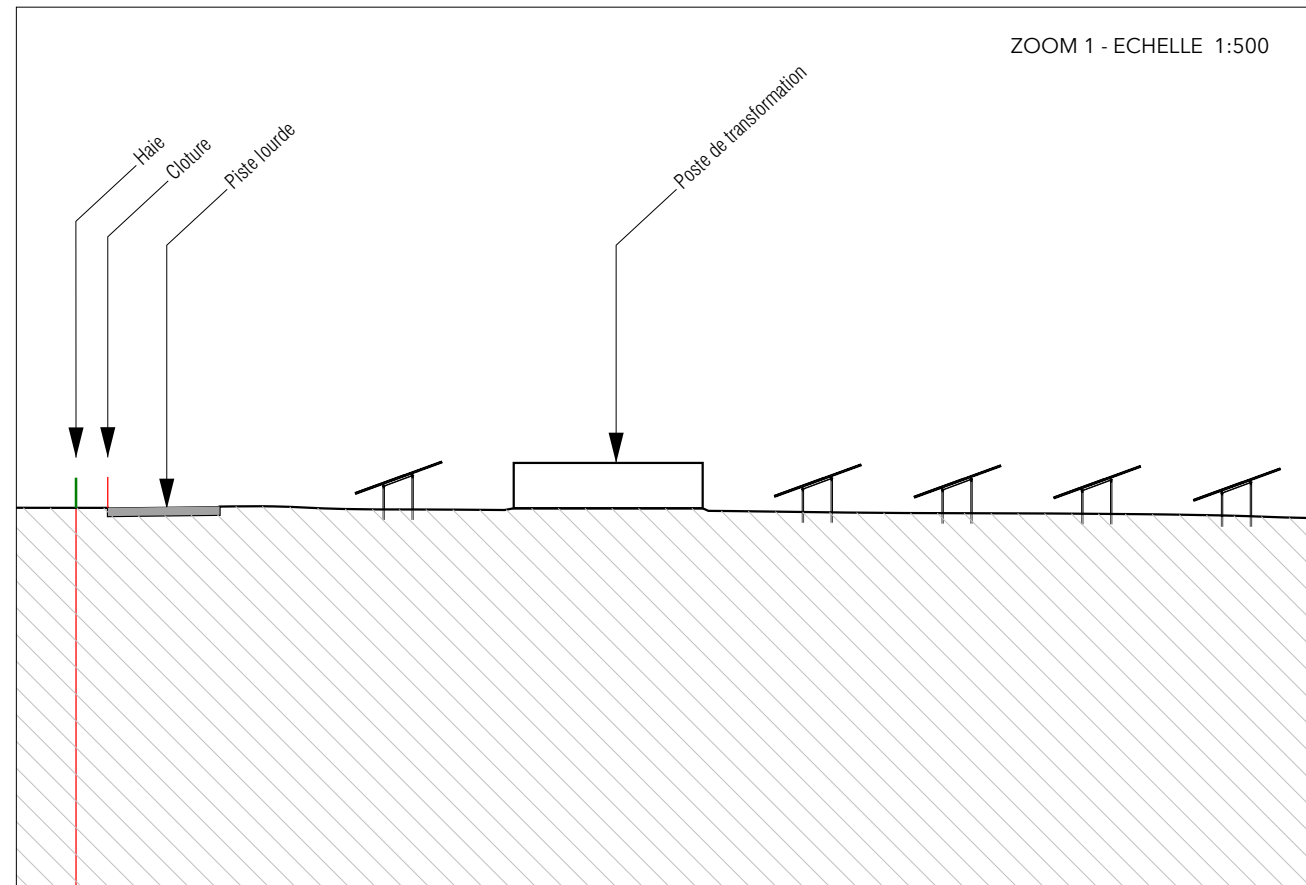 ZOOM 1 - ECHELLE 1:500
Haie
Cloture
Piste lourde
Poste de transformation